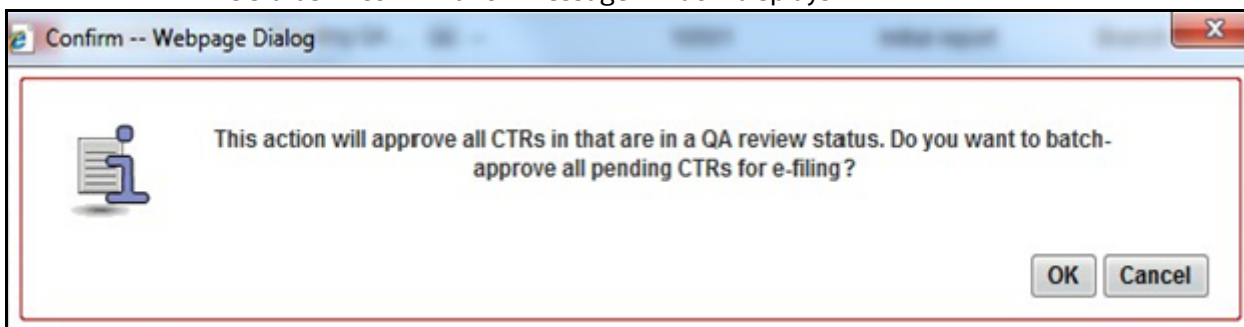 Confirm -- Webpage Dialog
This action will approve all CTRs in that are in a QA review status. Do you want to batch-
approve all pending CTRs for e-filing?
OK Cancel